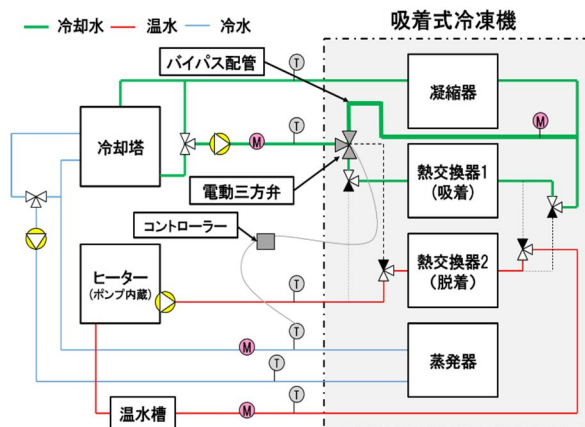 冷却水
温水
冷水
吸着式冷凍機
バイパス配管
T
凝縮器
冷却塔
T
M
M
電動三方弁
熱交換器1
(吸着)
コントローラー
ヒーター
(ポンプ内蔵)
T
熱交換器2
(脱着)
T
M
T
蒸発器
温水槽
M
T